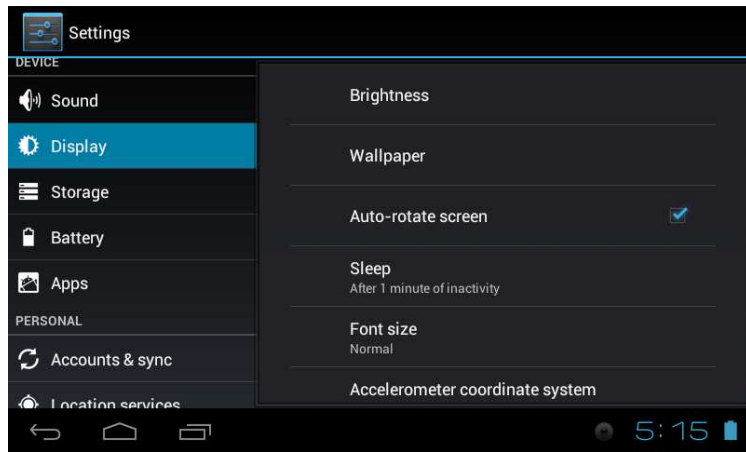 Settings
DEVICE
Sound
Display
Storage
Battery
Apps
PERSONAL
Accounts & sync
Location services
Brightness
Wallpaper
Auto-rotate screen
Sleep
After 1 minute of inactivity
Font size
Normal
Accelerometer coordinate system
5:15